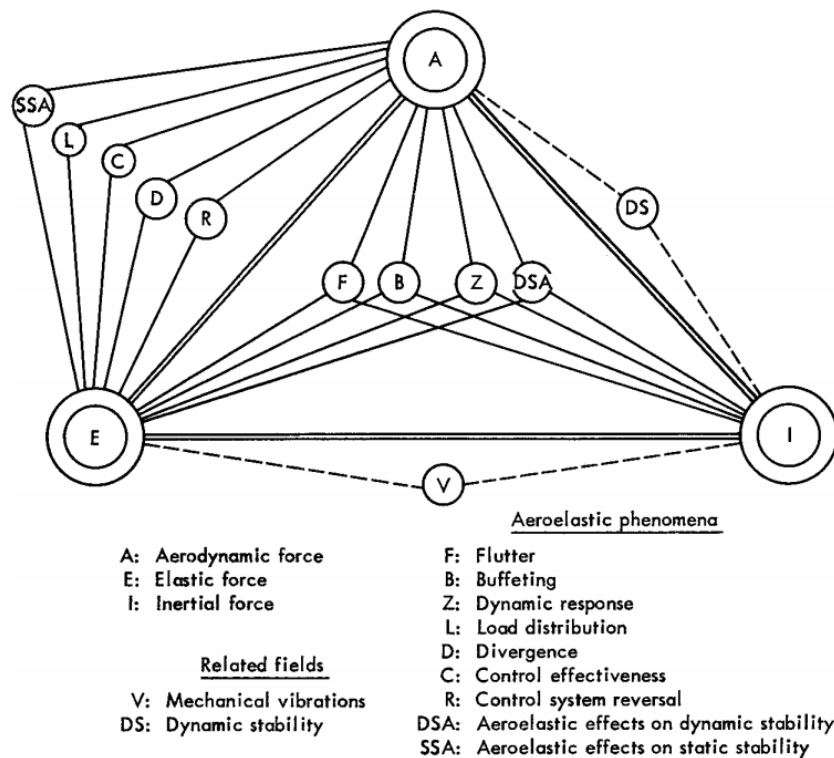 A
SSA
L
C
D
R
DS
F
B
Z
DSA
E
I
V
Aeroelastic phenomena
A: Aerodynamic force
E: Elastic force
I: Inertial force
Related fields
V: Mechanical vibrations
DS: Dynamic stability
F: Flutter
B: Buffeting
Z: Dynamic response
L: Load distribution
D: Divergence
C: Control effectiveness
R: Control system reversal
DSA: Aeroelastic effects on dynamic stability
SSA: Aeroelastic effects on static stability